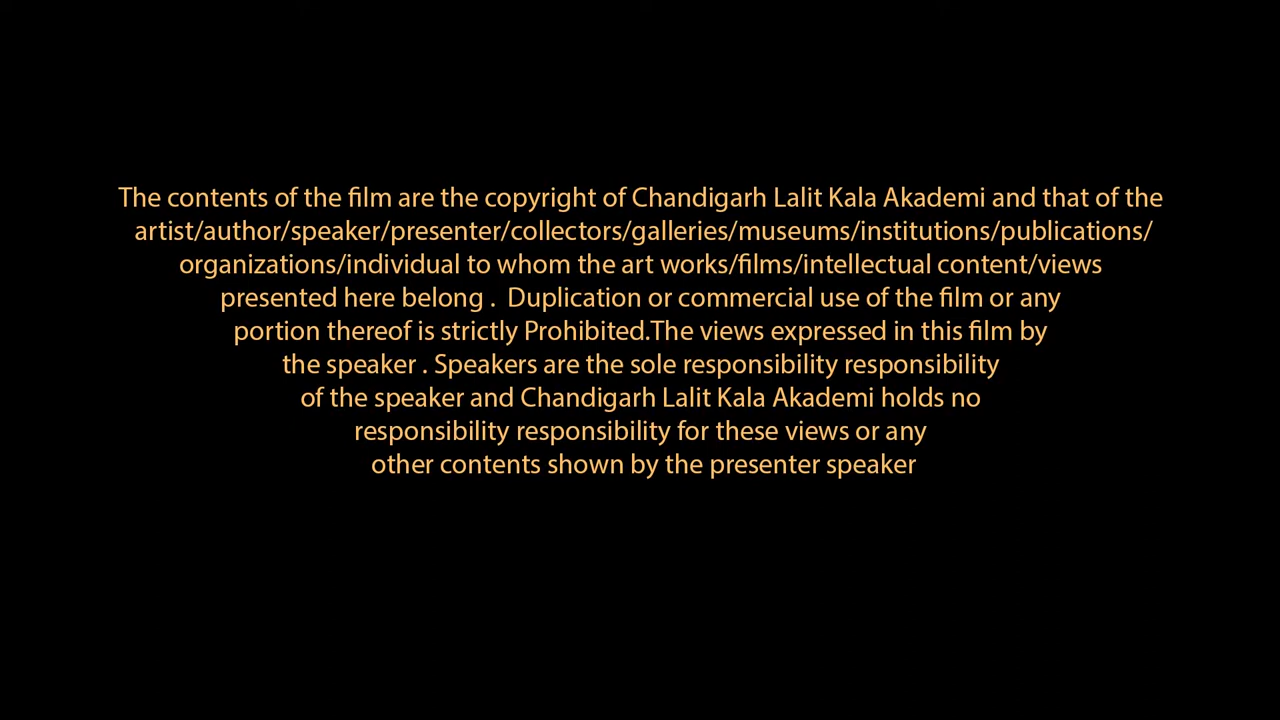 The contents of the film are the copyright of Chandigarh Lalit Kala Akademi and that of the
artist/author/speaker/presenter/collectors/galleries/museums/institutions/publications/
organizations/individual to whom the art works/films/intellectual content/views
presented here belong .  Duplication or commercial use of the film or any
portion thereof is strictly Prohibited.The views expressed in this film by
the speaker . Speakers are the sole responsibility responsibility
of the speaker and Chandigarh Lalit Kala Akademi holds no
responsibility responsibility for these views or any
other contents shown by the presenter speaker